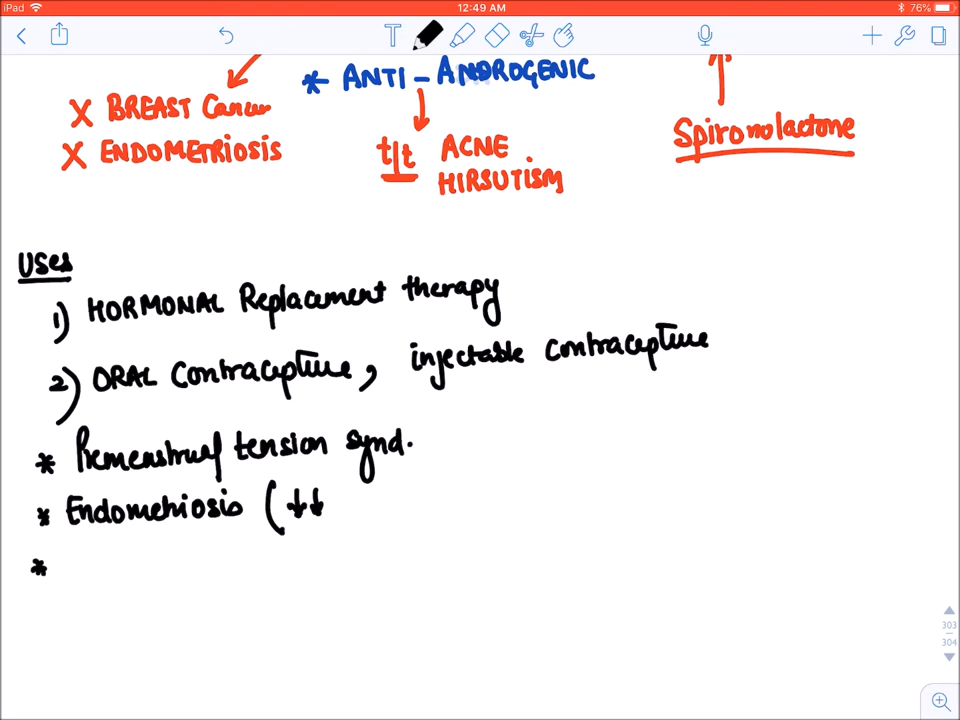 iPad 12:49 AM 76%
T
* ANTI - ANDROGENIC
X BREAST Cancer
X ENDOMETRIOSIS
t/t ACNE
HIRSUTISM
Spironolactone
Uses
1) HORMONAL Replacement therapy
2) ORAL Contraceptive, injectable contraceptive
* Premenstrual tension synd.
* Endometriosis (↓↓
*
303
304